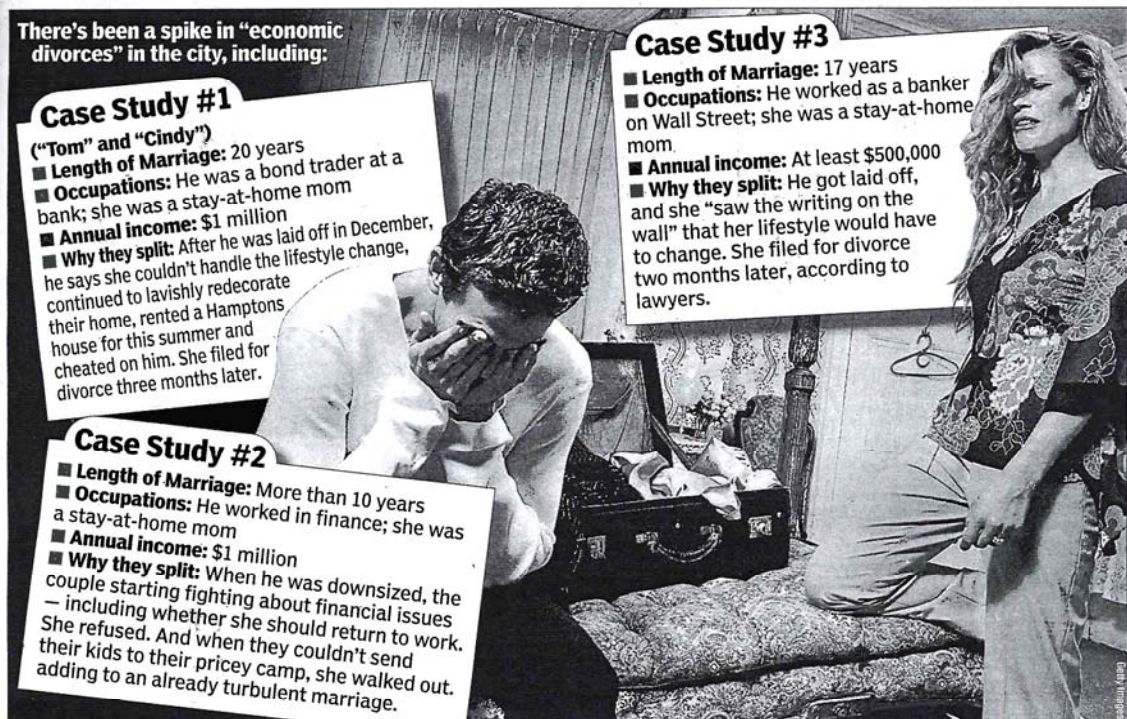 There's been a spike in “economic
divorces” in the city, including:
Case Study #1
(“Tom” and “Cindy”)
■ Length of Marriage: 20 years
■ Occupations: He was a bond trader at a
bank; she was a stay-at-home mom
■ Annual income: $1 million
■ Why they split: After he was laid off in December,
he says she couldn't handle the lifestyle change,
continued to lavishly redecorate
their home, rented a Hamptons
house for this summer and
cheated on him. She filed for
divorce three months later.
Case Study #2
■ Length of Marriage: More than 10 years
■ Occupations: He worked in finance; she was
a stay-at-home mom
■ Annual income: $1 million
■ Why they split: When he was downsized, the
couple starting fighting about financial issues
— including whether she should return to work.
She refused. And when they couldn't send
their kids to their pricey camp, she walked out.
adding to an already turbulent marriage.
Case Study #3
■ Length of Marriage: 17 years
■ Occupations: He worked as a banker
on Wall Street; she was a stay-at-home
mom
■ Annual income: At least $500,000
■ Why they split: He got laid off,
and she “saw the writing on the
wall” that her lifestyle would have
to change. She filed for divorce
two months later, according to
lawyers.
Getty Images